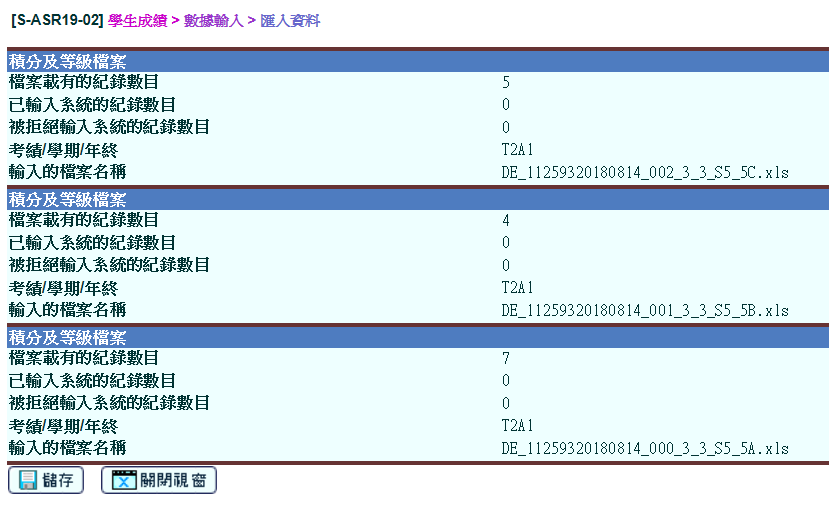 [S-ASR19-02] 學生成績 > 數據輸入 > 匯入資料
積分及等級檔案
檔案載有的紀錄數目 5
已輸入系統的紀錄數目 0
被拒絕輸入系統的紀錄數目 0
考績/學期/年終 T2A1
輸入的檔案名稱 DE_11259320180814_002_3_3_S5_5C.xls
積分及等級檔案
檔案載有的紀錄數目 4
已輸入系統的紀錄數目 0
被拒絕輸入系統的紀錄數目 0
考績/學期/年終 T2A1
輸入的檔案名稱 DE_11259320180814_001_3_3_S5_5B.xls
積分及等級檔案
檔案載有的紀錄數目 7
已輸入系統的紀錄數目 0
被拒絕輸入系統的紀錄數目 0
考績/學期/年終 T2A1
輸入的檔案名稱 DE_11259320180814_000_3_3_S5_5A.xls
儲存 關閉視窗